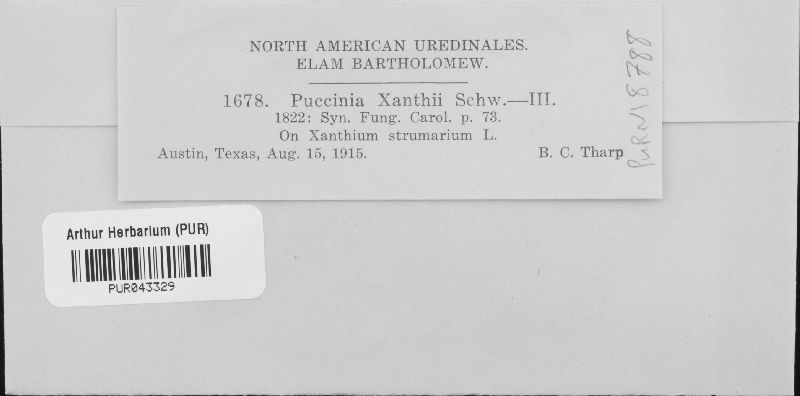 NORTH AMERICAN UREDINALES.
ELAM BARTHOLOMEW.
1678. Puccinia Xanthii Schw.—III.
1822: Syn. Fung. Carol. p. 73.
On Xanthium strumarium L.
Austin, Texas, Aug. 15, 1915. B. C. Tharp
PUR N18788
Arthur Herbarium (PUR)
PUR043329